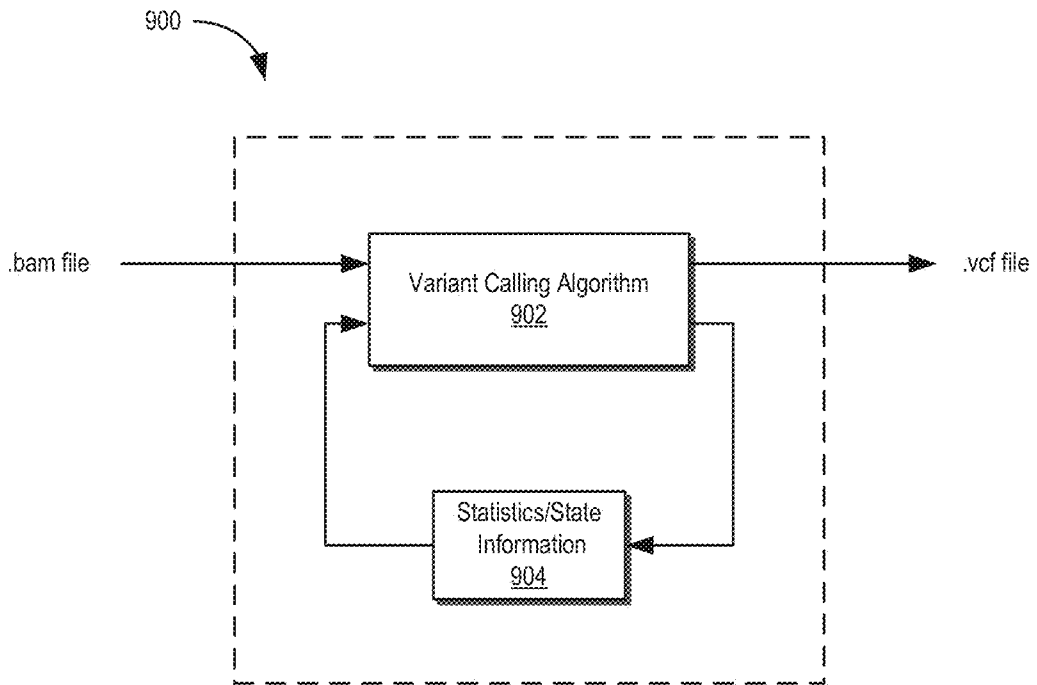 900
.bam file
Variant Calling Algorithm
902
.vcf file
Statistics/State
Information
904